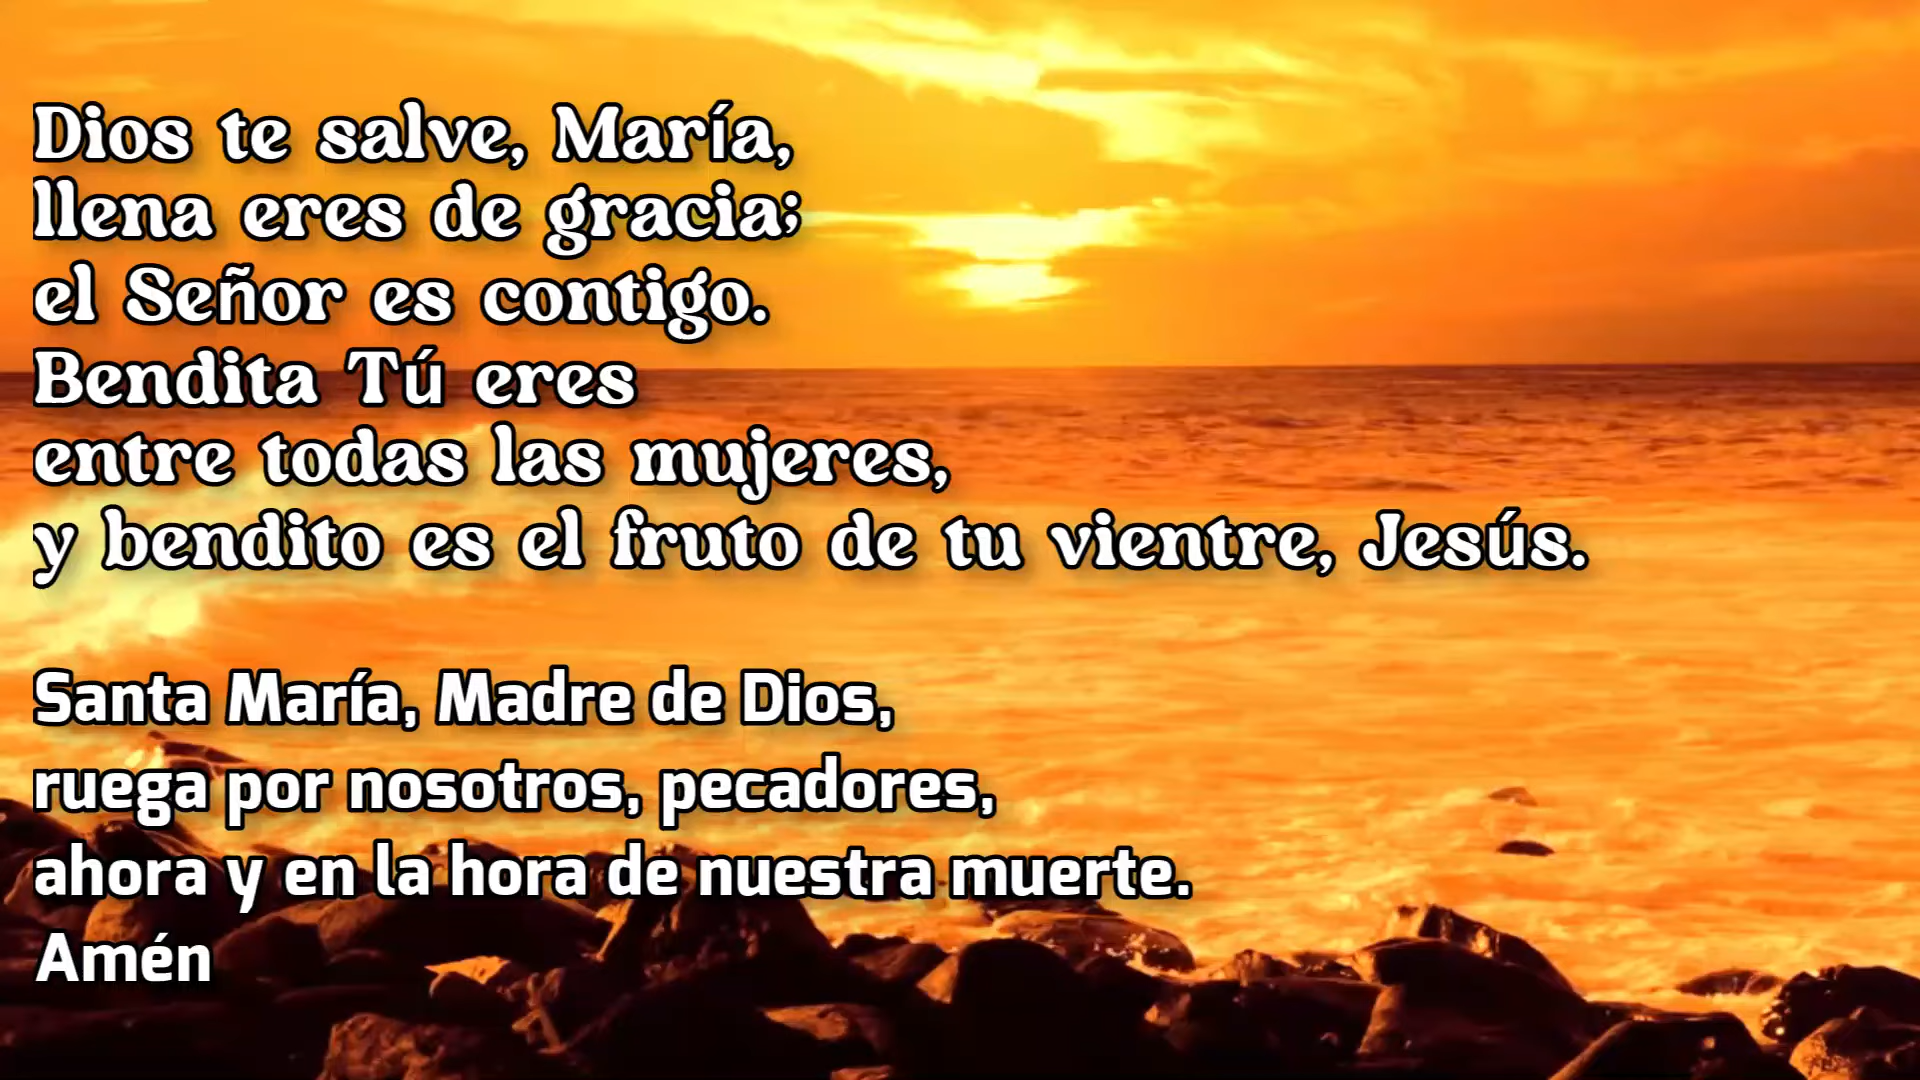 Dios te salve, María,
llena eres de gracia;
el Señor es contigo.
Bendita Tú eres
entre todas las mujeres,
y bendito es el fruto de tu vientre, Jesús.
Santa María, Madre de Dios,
ruega por nosotros, pecadores,
ahora y en la hora de nuestra muerte.
Amén